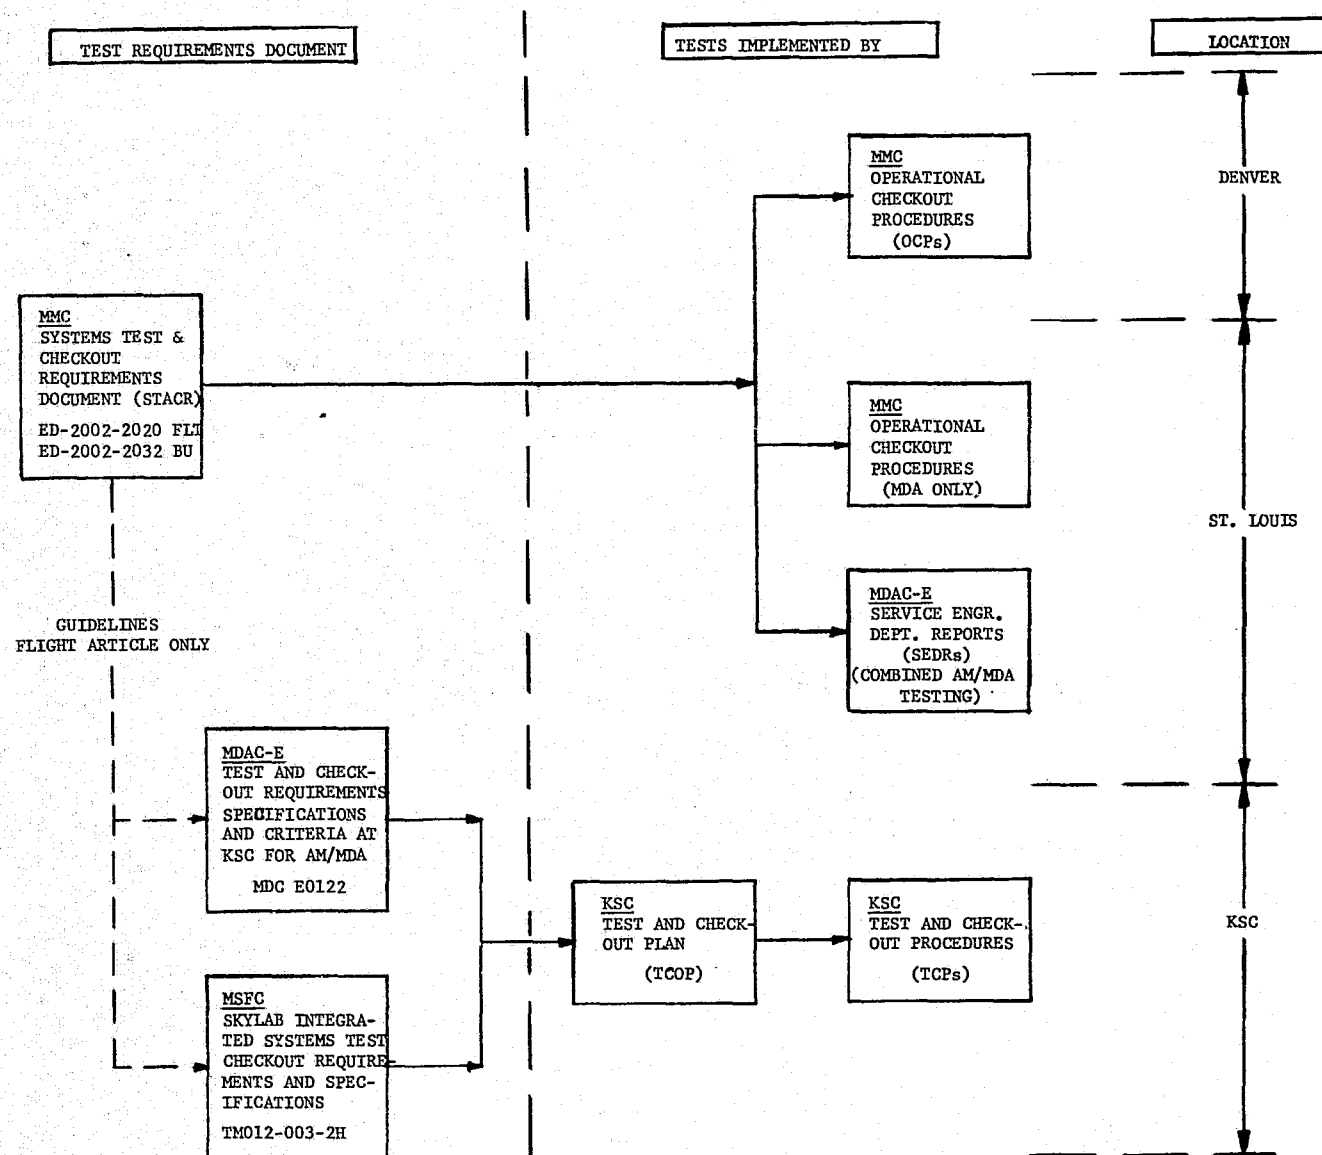 TEST REQUIREMENTS DOCUMENT
TESTS IMPLEMENTED BY
LOCATION
MMC
OPERATIONAL
CHECKOUT
PROCEDURES
(OCPs)
DENVER
MMC
SYSTEMS TEST &
CHECKOUT
REQUIREMENTS
DOCUMENT (STACR)
ED-2002-2020 FLT
ED-2002-2032 BU
MMC
OPERATIONAL
CHECKOUT
PROCEDURES
(MDA ONLY)
ST. LOUIS
MDAC-E
SERVICE ENGR.
DEPT. REPORTS
(SEDRs)
(COMBINED AM/MDA
TESTING)
GUIDELINES
FLIGHT ARTICLE ONLY
MDAC-E
TEST AND CHECK-
OUT REQUIREMENTS
SPECIFICATIONS
AND CRITERIA AT
KSC FOR AM/MDA
MDC E0122
KSC
TEST AND CHECK-
OUT PLAN
(TCOP)
KSC
TEST AND CHECK-
OUT PROCEDURES
(TCPs)
KSC
MSFC
SKYLAB INTEGRA-
TED SYSTEMS TEST
CHECKOUT REQUIRE-
MENTS AND SPEC-
IFICATIONS
TM012-003-2H